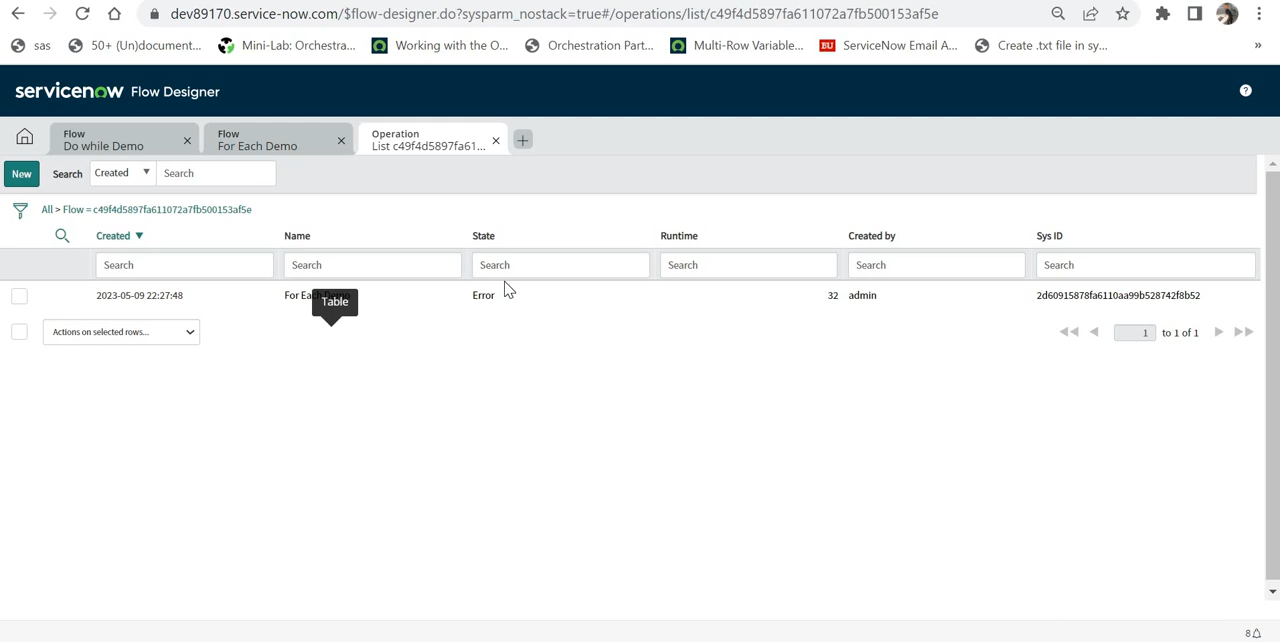 dev89170.service-now.com/$flow-designer.do?sysparm_nostack=true#/operations/list/c49f4d5897fa611072a7fb500153af5e
sas 50+ (Un)document... Mini-Lab: Orchestra... Working with the O... Orchestration Part... Multi-Row Variable... BU ServiceNow Email A... Create .txt file in sy... »
servicenow Flow Designer ?
Flow
Do while Demo
Flow
For Each Demo
Operation
List c49f4d5897fa61...
New Search Created Search
All > Flow = c49f4d5897fa611072a7fb500153af5e
Created Name State Runtime Created by Sys ID
Search Search Search Search Search Search
2023-05-09 22:27:48 For Each Error 32 admin 2d60915878fa6110aa99b528742f8b52
Table
Actions on selected rows... 1 to 1 of 1
8